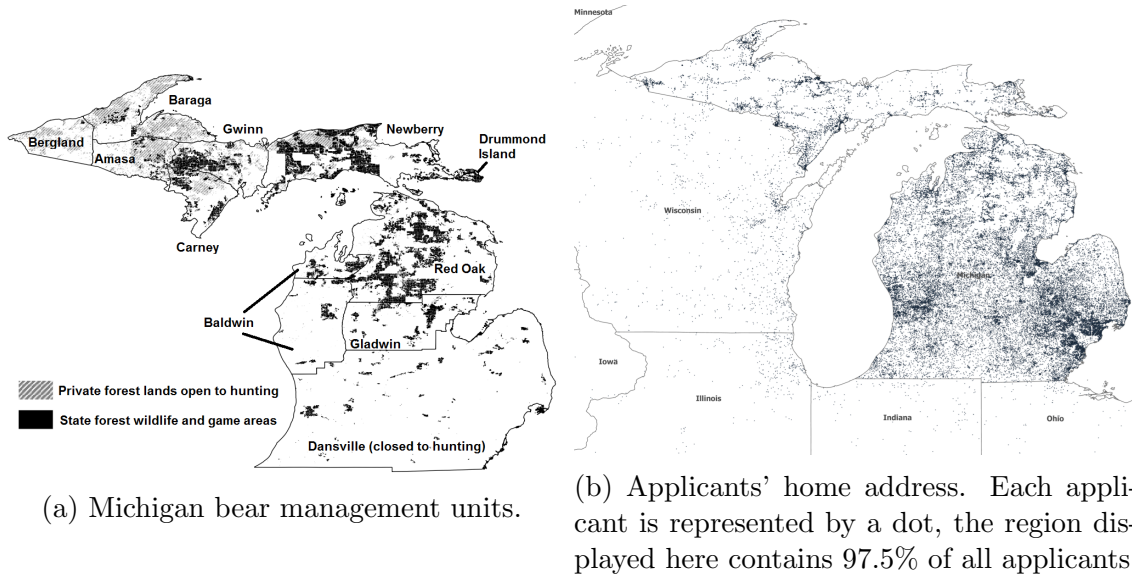 Baraga
Gwinn
Newberry
Bergland
Amasa
Drummond
Island
Carney
Red Oak
Baldwin
Gladwin
Private forest lands open to hunting
State forest wildlife and game areas
Dansville (closed to hunting)
(a) Michigan bear management units.
Minnesota
Wisconsin
Michigan
Iowa
Illinois
Indiana
Ohio
(b) Applicants' home address. Each appli-
cant is represented by a dot, the region dis-
played here contains 97.5% of all applicants